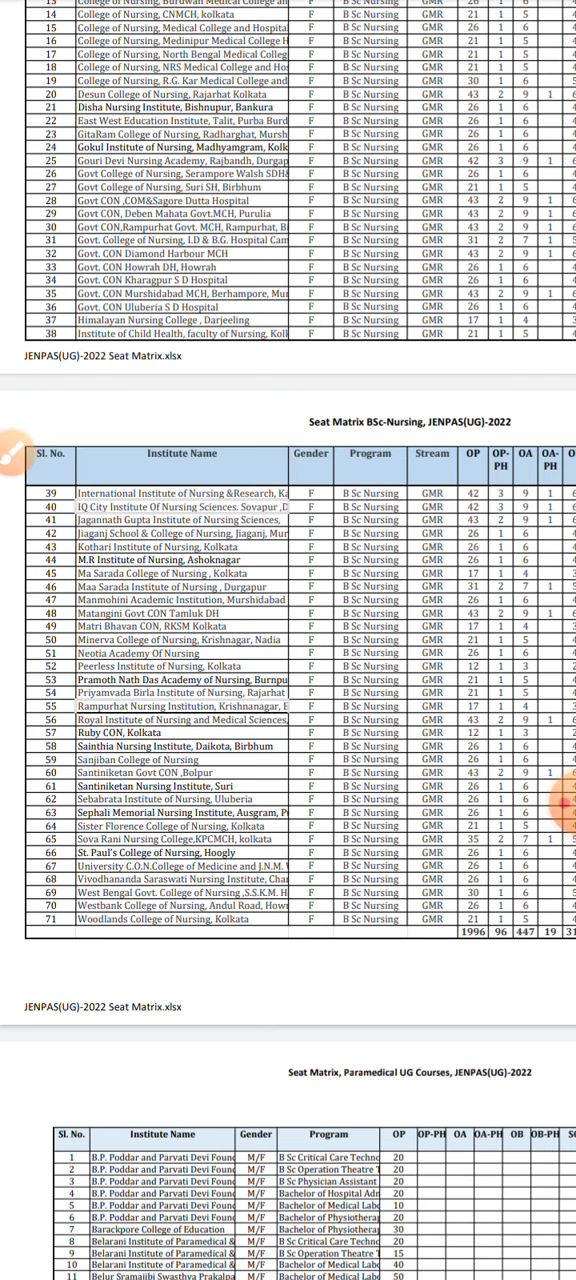 13 College of Nursing, Burdwan Medical College an F B Sc Nursing GMR 26 1 6
14 College of Nursing, CNMCH, kolkata F B Sc Nursing GMR 21 1 5
15 College of Nursing, Medical College and Hospita F B Sc Nursing GMR 26 1 6
16 College of Nursing, Medinipur Medical College H F B Sc Nursing GMR 21 1 5
17 College of Nursing, North Bengal Medical Colleg F B Sc Nursing GMR 21 1 5
18 College of Nursing, NRS Medical College and Ho F B Sc Nursing GMR 21 1 5
19 College of Nursing, R.G. Kar Medical College and F B Sc Nursing GMR 30 1 6
20 Desun College of Nursing, Rajarhat Kolkata F B Sc Nursing GMR 43 2 9 1
21 Disha Nursing Institute, Bishnupur, Bankura F B Sc Nursing GMR 26 1 6
22 East West Education Institute, Talit, Purba Burd F B Sc Nursing GMR 26 1 6
23 GitaRam College of Nursing, Radharghat, Mursh F B Sc Nursing GMR 26 1 6
24 Gokul Institute of Nursing, Madhyamgram, Kolk F B Sc Nursing GMR 26 1 6
25 Gouri Devi Nursing Academy, Rajbandh, Durgap F B Sc Nursing GMR 42 3 9 1
26 Govt College of Nursing, Serampore Walsh SDH& F B Sc Nursing GMR 26 1 6
27 Govt College of Nursing, Suri SH, Birbhum F B Sc Nursing GMR 21 1 5
28 Govt CON ,COM&Sagore Dutta Hospital F B Sc Nursing GMR 43 2 9 1
29 Govt CON, Deben Mahata Govt.MCH, Purulia F B Sc Nursing GMR 43 2 9 1
30 Govt CON,Rampurhat Govt. MCH, Rampurhat, B F B Sc Nursing GMR 43 2 9 1
31 Govt. College of Nursing, I.D & B.G. Hospital Cam F B Sc Nursing GMR 31 2 7 1
32 Govt. CON Diamond Harbour MCH F B Sc Nursing GMR 43 2 9 1
33 Govt. CON Howrah DH, Howrah F B Sc Nursing GMR 26 1 6
34 Govt. CON Kharagpur S D Hospital F B Sc Nursing GMR 26 1 6
35 Govt. CON Murshidabad MCH, Berhampore, Mu F B Sc Nursing GMR 43 2 9 1
36 Govt. CON Uluberia S D Hospital F B Sc Nursing GMR 26 1 6
37 Himalayan Nursing College , Darjeeling F B Sc Nursing GMR 17 1 4
38 Institute of Child Health, faculty of Nursing, Kol F B Sc Nursing GMR 21 1 5
JENPAS(UG)-2022 Seat Matrix.xlsx
Seat Matrix BSc-Nursing, JENPAS(UG)-2022
Sl. No. Institute Name Gender Program Stream OP OP-PH OA OA-PH
39 International Institute of Nursing &Research, Ka F B Sc Nursing GMR 42 3 9 1
40 IQ City Institute Of Nursing Sciences. Sovapur ,D F B Sc Nursing GMR 42 3 9 1
41 Jagannath Gupta Institute of Nursing Sciences, F B Sc Nursing GMR 43 2 9 1
42 Jiaganj School & College of Nursing, Jiaganj, Mur F B Sc Nursing GMR 26 1 6
43 Kothari Institute of Nursing, Kolkata F B Sc Nursing GMR 26 1 6
44 M.R Institute of Nursing, Ashoknagar F B Sc Nursing GMR 26 1 6
45 Ma Sarada College of Nursing , Kolkata F B Sc Nursing GMR 17 1 4
46 Maa Sarada Institute of Nursing , Durgapur F B Sc Nursing GMR 31 2 7 1
47 Manmohini Academic Institution, Murshidabad F B Sc Nursing GMR 26 1 6
48 Matangini Govt CON Tamluk DH F B Sc Nursing GMR 43 2 9 1
49 Matri Bhavan CON, RKSM Kolkata F B Sc Nursing GMR 17 1 4
50 Minerva College of Nursing, Krishnagar, Nadia F B Sc Nursing GMR 21 1 5
51 Neotia Academy Of Nursing F B Sc Nursing GMR 26 1 6
52 Peerless Institute of Nursing, Kolkata F B Sc Nursing GMR 12 1 3
53 Pramoth Nath Das Academy of Nursing, Burnpu F B Sc Nursing GMR 21 1 5
54 Priyamvada Birla Institute of Nursing, Rajarhat F B Sc Nursing GMR 21 1 5
55 Rampurhat Nursing Institution, Krishnanagar, F B Sc Nursing GMR 17 1 4
56 Royal Institute of Nursing and Medical Sciences, F B Sc Nursing GMR 43 2 9 1
57 Ruby CON, Kolkata F B Sc Nursing GMR 12 1 3
58 Sainthia Nursing Institute, Daikota, Birbhum F B Sc Nursing GMR 26 1 6
59 Sanjiban College of Nursing F B Sc Nursing GMR 26 1 6
60 Santiniketan Govt CON ,Bolpur F B Sc Nursing GMR 43 2 9 1
61 Santiniketan Nursing Institute, Suri F B Sc Nursing GMR 26 1 6
62 Sebabrata Institute of Nursing, Uluberia F B Sc Nursing GMR 26 1 6
63 Sephali Memorial Nursing Institute, Ausgram, P F B Sc Nursing GMR 26 1 6
64 Sister Florence College of Nursing, Kolkata F B Sc Nursing GMR 21 1 5
65 Sova Rani Nursing College,KPCMCH, kolkata F B Sc Nursing GMR 35 2 7 1
66 St. Paul's College of Nursing, Hoogly F B Sc Nursing GMR 26 1 6
67 University C.O.N.College of Medicine and J.N.M. F B Sc Nursing GMR 26 1 6
68 Vivodhananda Saraswati Nursing Institute, Cha F B Sc Nursing GMR 26 1 6
69 West Bengal Govt. College of Nursing ,S.S.K.M. H F B Sc Nursing GMR 30 1 6
70 Westbank College of Nursing, Andul Road, How F B Sc Nursing GMR 26 1 6
71 Woodlands College of Nursing, Kolkata F B Sc Nursing GMR 21 1 5
1996 96 447 19 31
JENPAS(UG)-2022 Seat Matrix.xlsx
Seat Matrix, Paramedical UG Courses, JENPAS(UG)-2022
Sl. No. Institute Name Gender Program OP OP-PH OA OA-PH OB OB-PH
1 B.P. Poddar and Parvati Devi Found M/F B Sc Critical Care Techno 20
2 B.P. Poddar and Parvati Devi Found M/F B Sc Operation Theatre T 20
3 B.P. Poddar and Parvati Devi Found M/F B Sc Physician Assistant 20
4 B.P. Poddar and Parvati Devi Found M/F Bachelor of Hospital Adm 20
5 B.P. Poddar and Parvati Devi Found M/F Bachelor of Medical Labo 10
6 B.P. Poddar and Parvati Devi Found M/F Bachelor of Physiotherap 20
7 Barackpore College of Education M/F Bachelor of Physiotherap 30
8 Belarani Institute of Paramedical & M/F B Sc Critical Care Techno 20
9 Belarani Institute of Paramedical & M/F B Sc Operation Theatre T 15
10 Belarani Institute of Paramedical & M/F Bachelor of Medical Labo 40
11 Belur Sramajibi Swasthya Prakalpa M/F Bachelor of Medical Labo 50